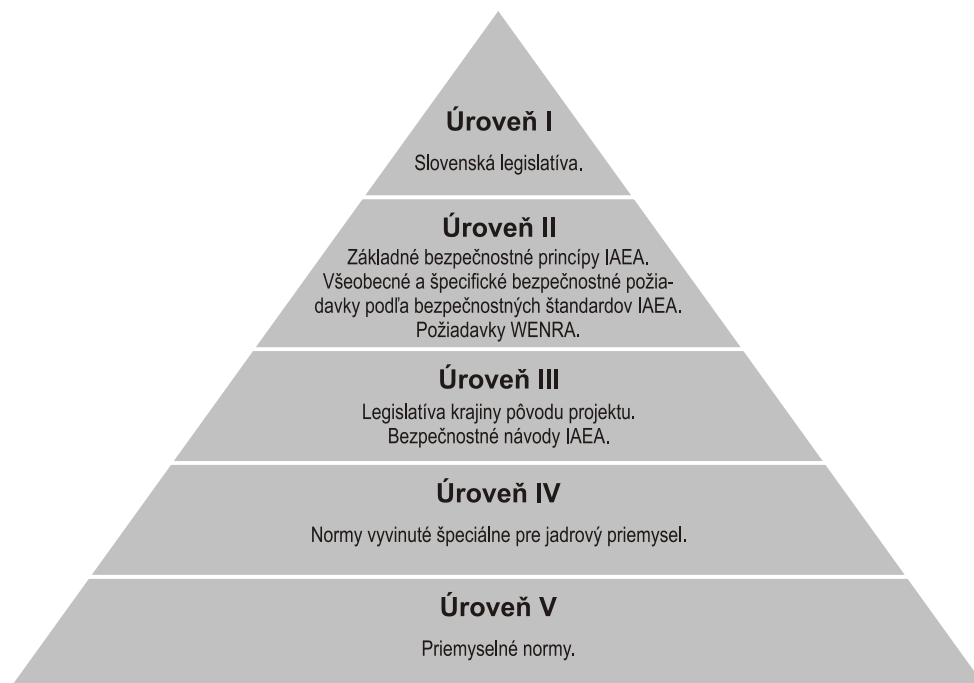 Úroveň I
Slovenská legislatíva.
Úroveň II
Základné bezpečnostné princípy IAEA.
Všeobecné a špecifické bezpečnostné požia-
davky podľa bezpečnostných štandardov IAEA.
Požiadavky WENRA.
Úroveň III
Legislatíva krajiny pôvodu projektu.
Bezpečnostné návody IAEA.
Úroveň IV
Normy vyvinuté špeciálne pre jadrový priemysel.
Úroveň V
Priemyselné normy.